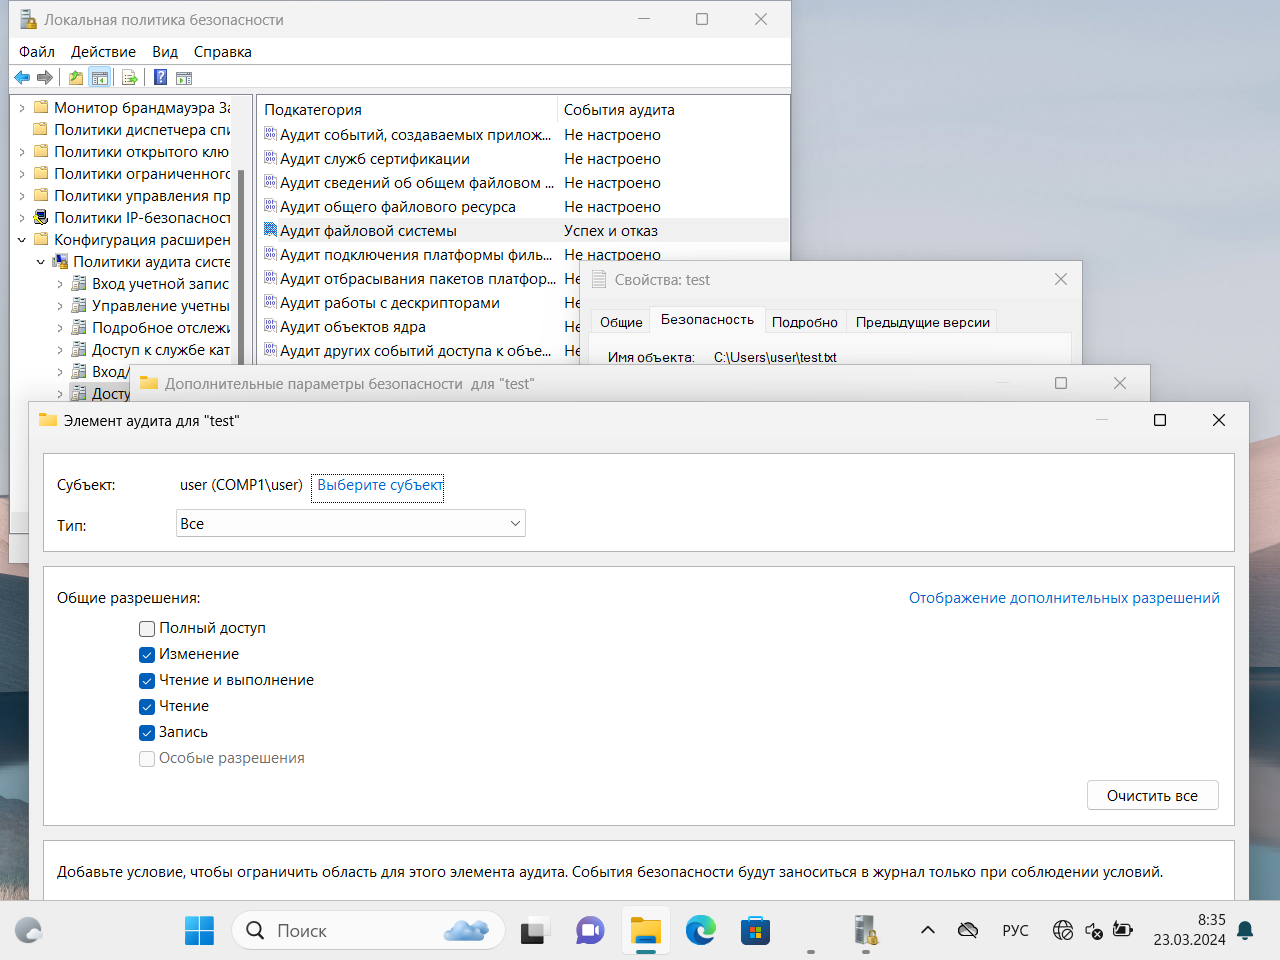 Локальная политика безопасности
Файл Действие Вид Справка
Монитор брандмауэра За
Политики диспетчера спи
Политики открытого клю
Политики ограниченного
Политики управления пр
Политики IP-безопасност
Конфигурация расширен
Политики аудита систе
Вход учетной запис
Управление учетны
Подробное отслежи
Доступ к службе кат
Вход/
Досту
Подкатегория События аудита
Аудит событий, создаваемых прилож... Не настроено
Аудит служб сертификации Не настроено
Аудит сведений об общем файловом ... Не настроено
Аудит общего файлового ресурса Не настроено
Аудит файловой системы Успех и отказ
Аудит подключения платформы филь... Не настроено
Аудит отбрасывания пакетов платфор... Не
Аудит работы с дескрипторами Не
Аудит объектов ядра Не
Аудит других событий доступа к объе... Не
Свойства: test
Общие Безопасность Подробно Предыдущие версии
Имя объекта: C:\Users\user\test.txt
Дополнительные параметры безопасности для "test"
Элемент аудита для "test"
Субъект: user (COMP1\user) Выберите субъект
Тип: Все
Общие разрешения: Отображение дополнительных разрешений
Полный доступ
Изменение
Чтение и выполнение
Чтение
Запись
Особые разрешения
Очистить все
Добавьте условие, чтобы ограничить область для этого элемента аудита. События безопасности будут заноситься в журнал только при соблюдении условий.
Поиск
РУС
8:35
23.03.2024